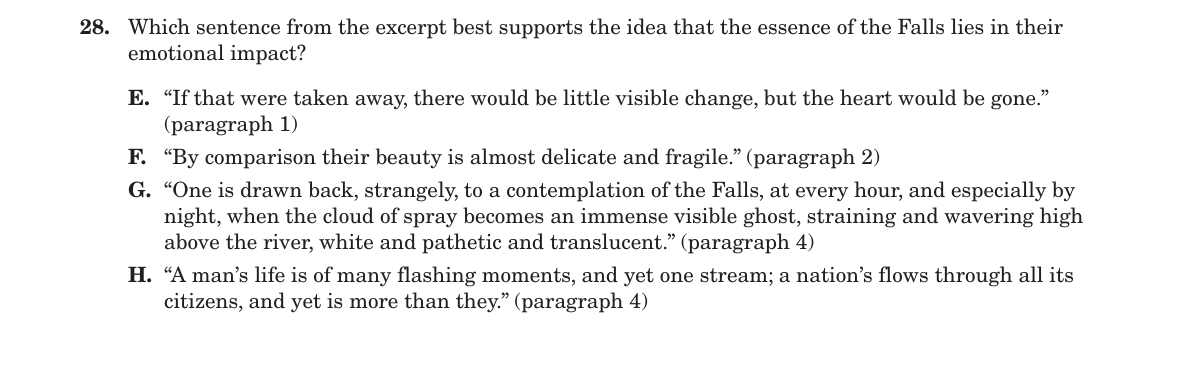 28. Which sentence from the excerpt best supports the idea that the essence of the Falls lies in their
emotional impact?
E. “If that were taken away, there would be little visible change, but the heart would be gone.”
(paragraph 1)
F. “By comparison their beauty is almost delicate and fragile.” (paragraph 2)
G. “One is drawn back, strangely, to a contemplation of the Falls, at every hour, and especially by
night, when the cloud of spray becomes an immense visible ghost, straining and wavering high
above the river, white and pathetic and translucent.” (paragraph 4)
H. “A man’s life is of many flashing moments, and yet one stream; a nation’s flows through all its
citizens, and yet is more than they.” (paragraph 4)